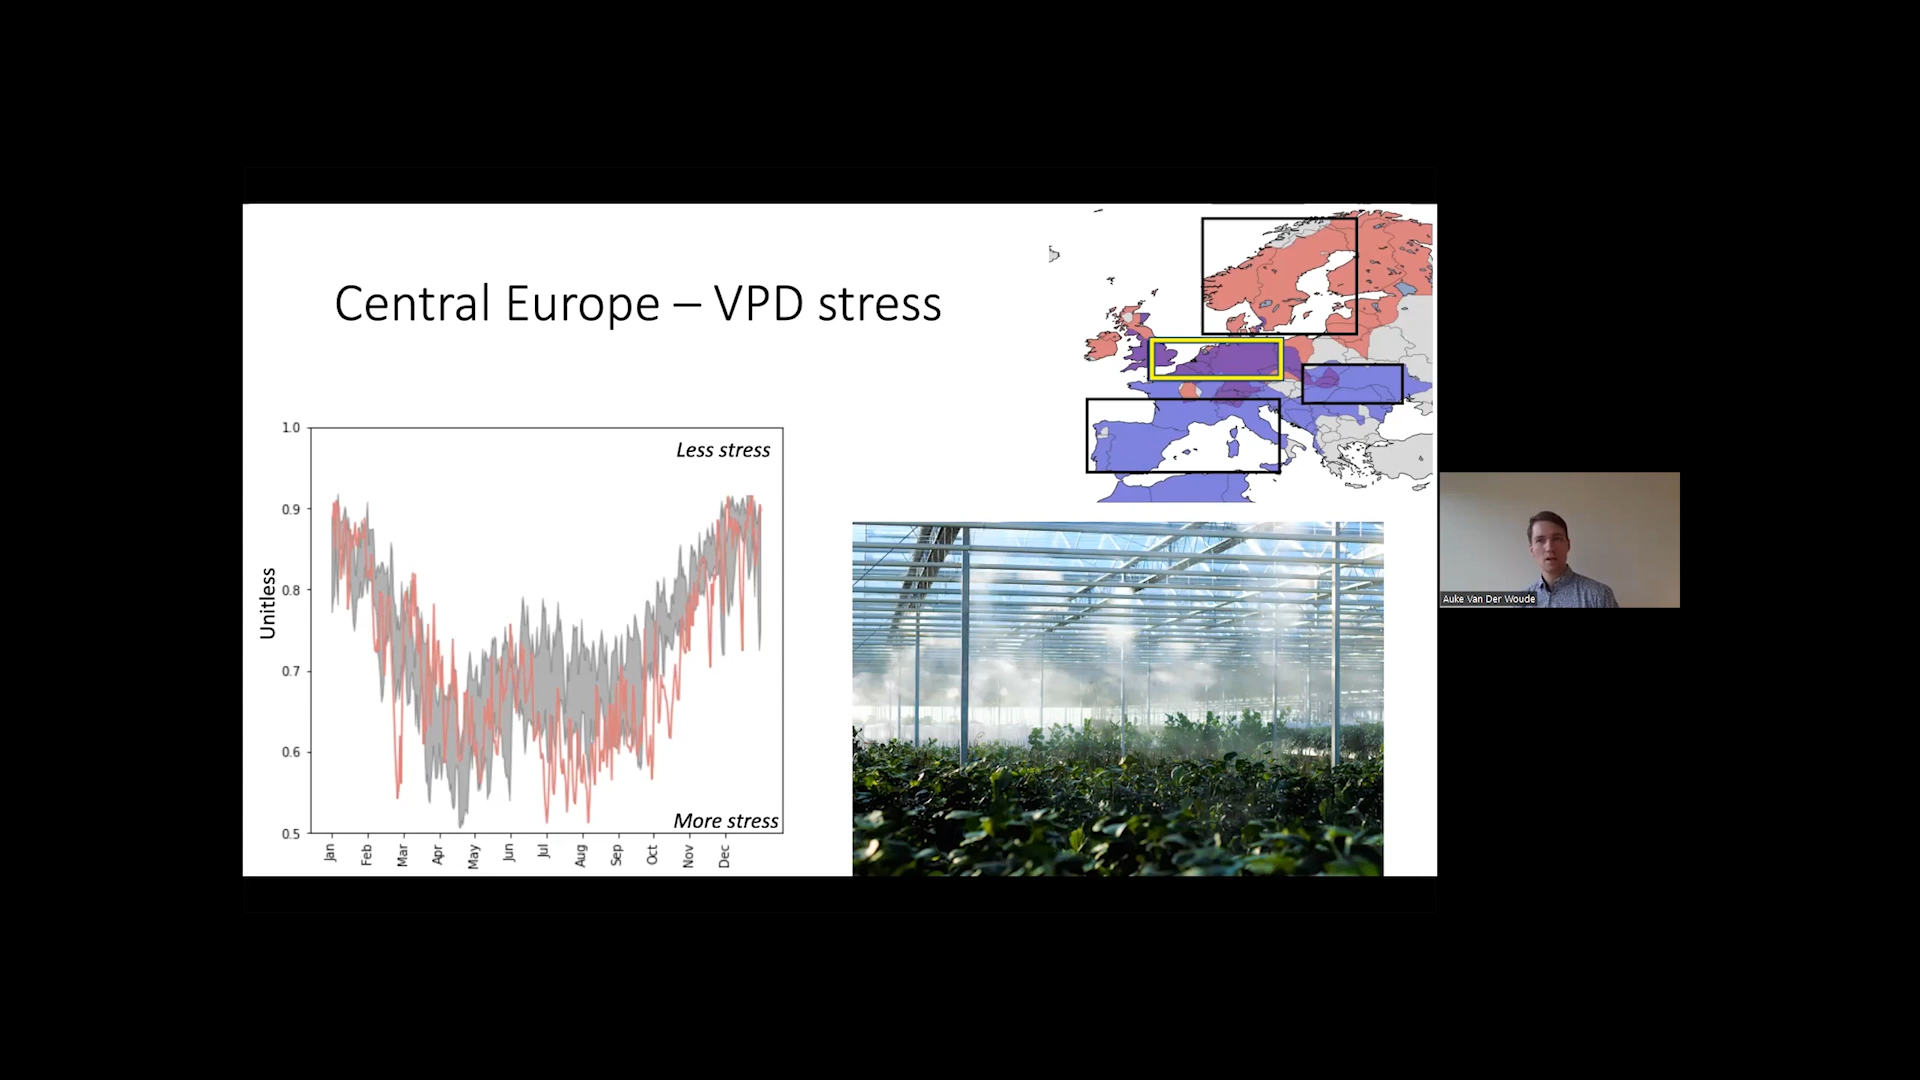 Central Europe – VPD stress
1.0
0.9
0.8
0.7
0.6
0.5
Unitless
Less stress
More stress
Jan
Feb
Mar
Apr
May
Jun
Jul
Aug
Sep
Oct
Nov
Dec
Auke Van Der Woude